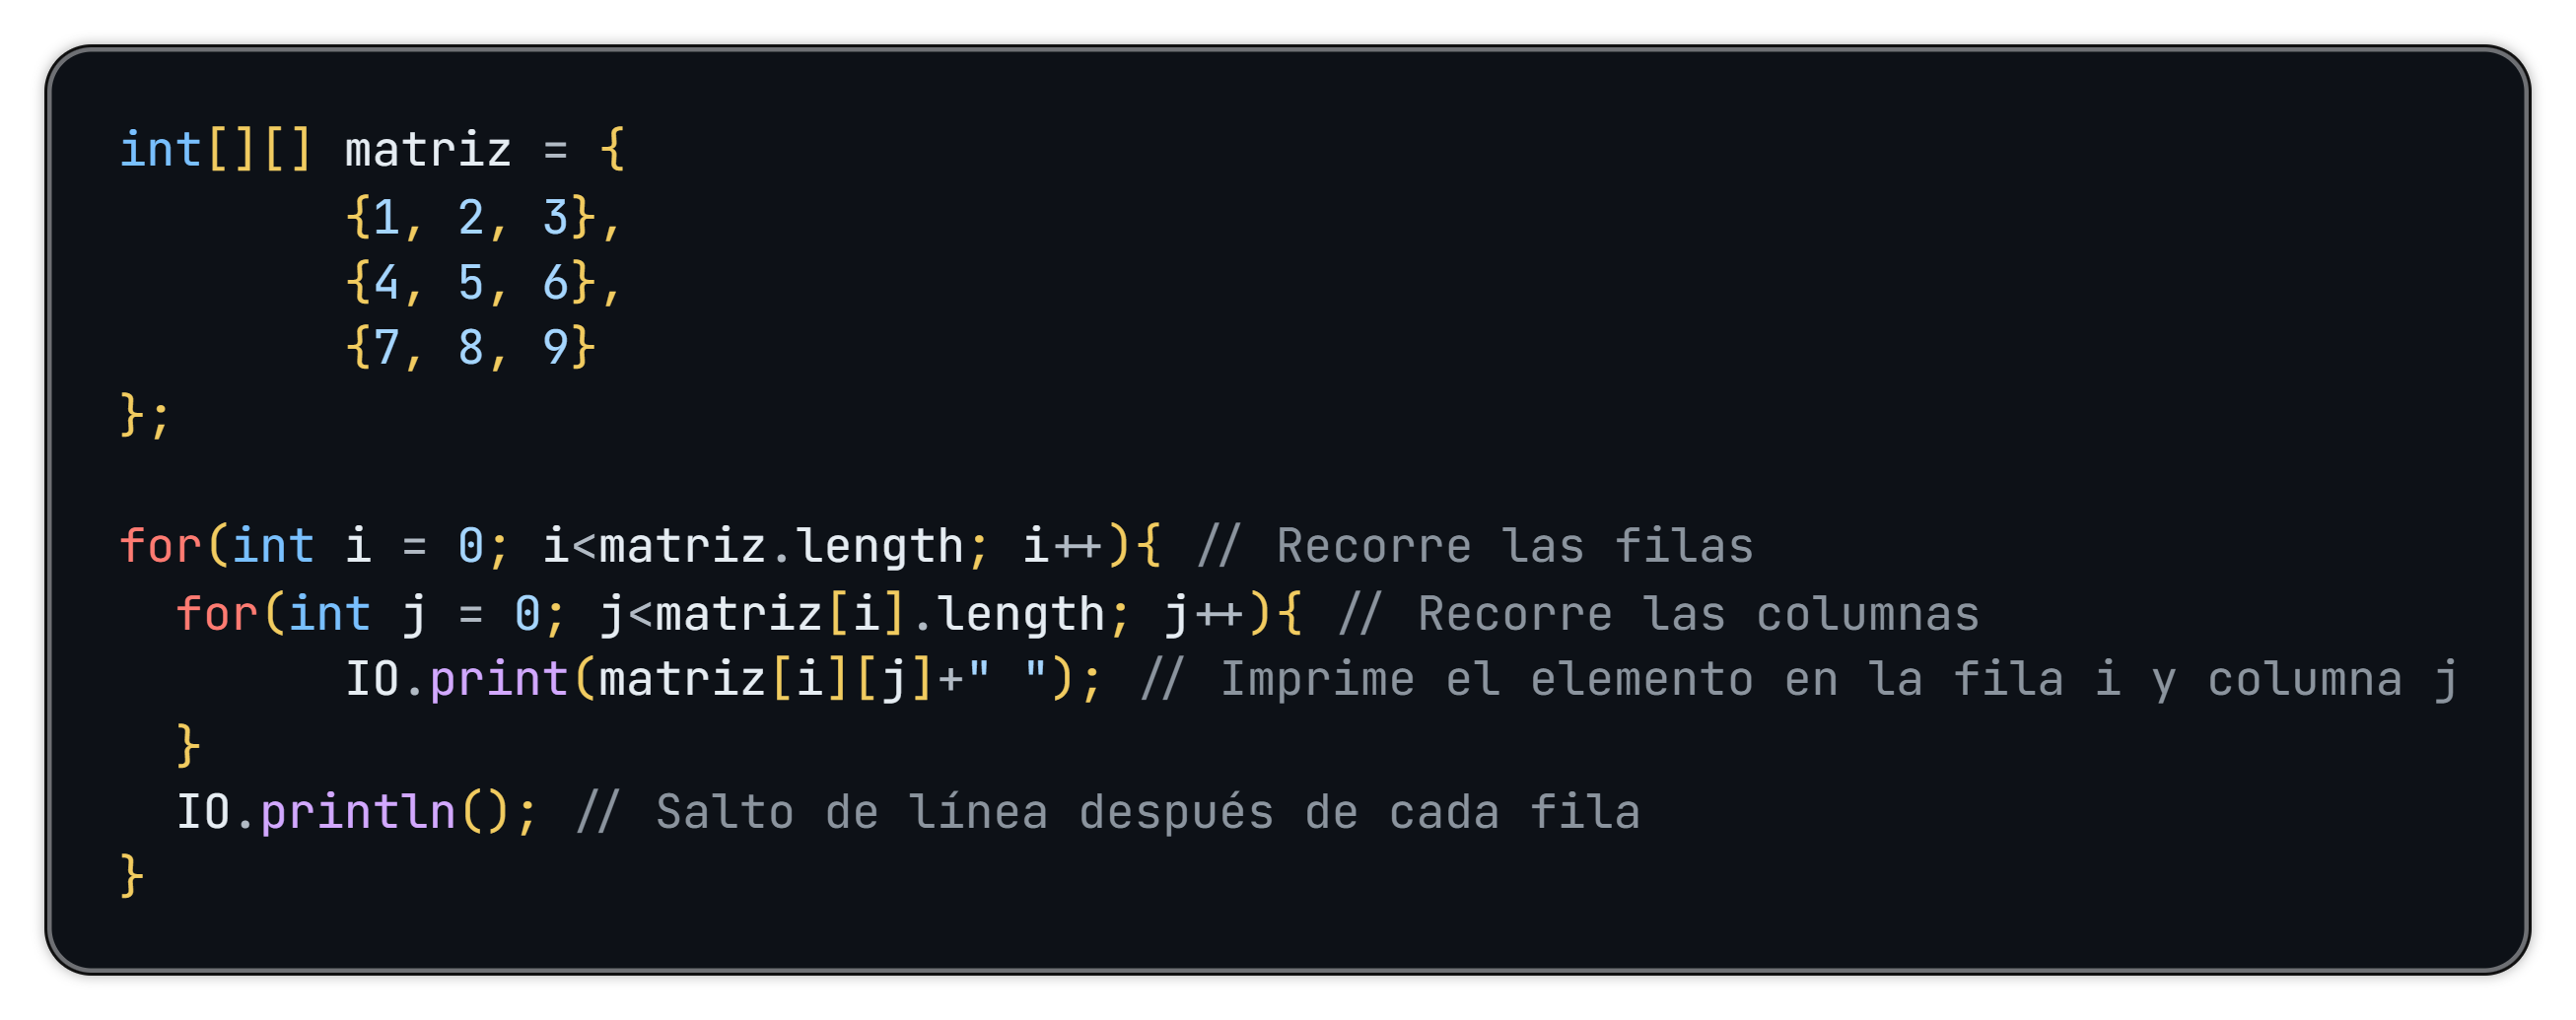 int[][] matriz = {
        {1, 2, 3},
        {4, 5, 6},
        {7, 8, 9}
};
for(int i = 0; i<matriz.length; i++){ // Recorre las filas
  for(int j = 0; j<matriz[i].length; j++){ // Recorre las columnas
        IO.print(matriz[i][j]+" "); // Imprime el elemento en la fila i y columna j
  }
  IO.println(); // Salto de línea después de cada fila
}